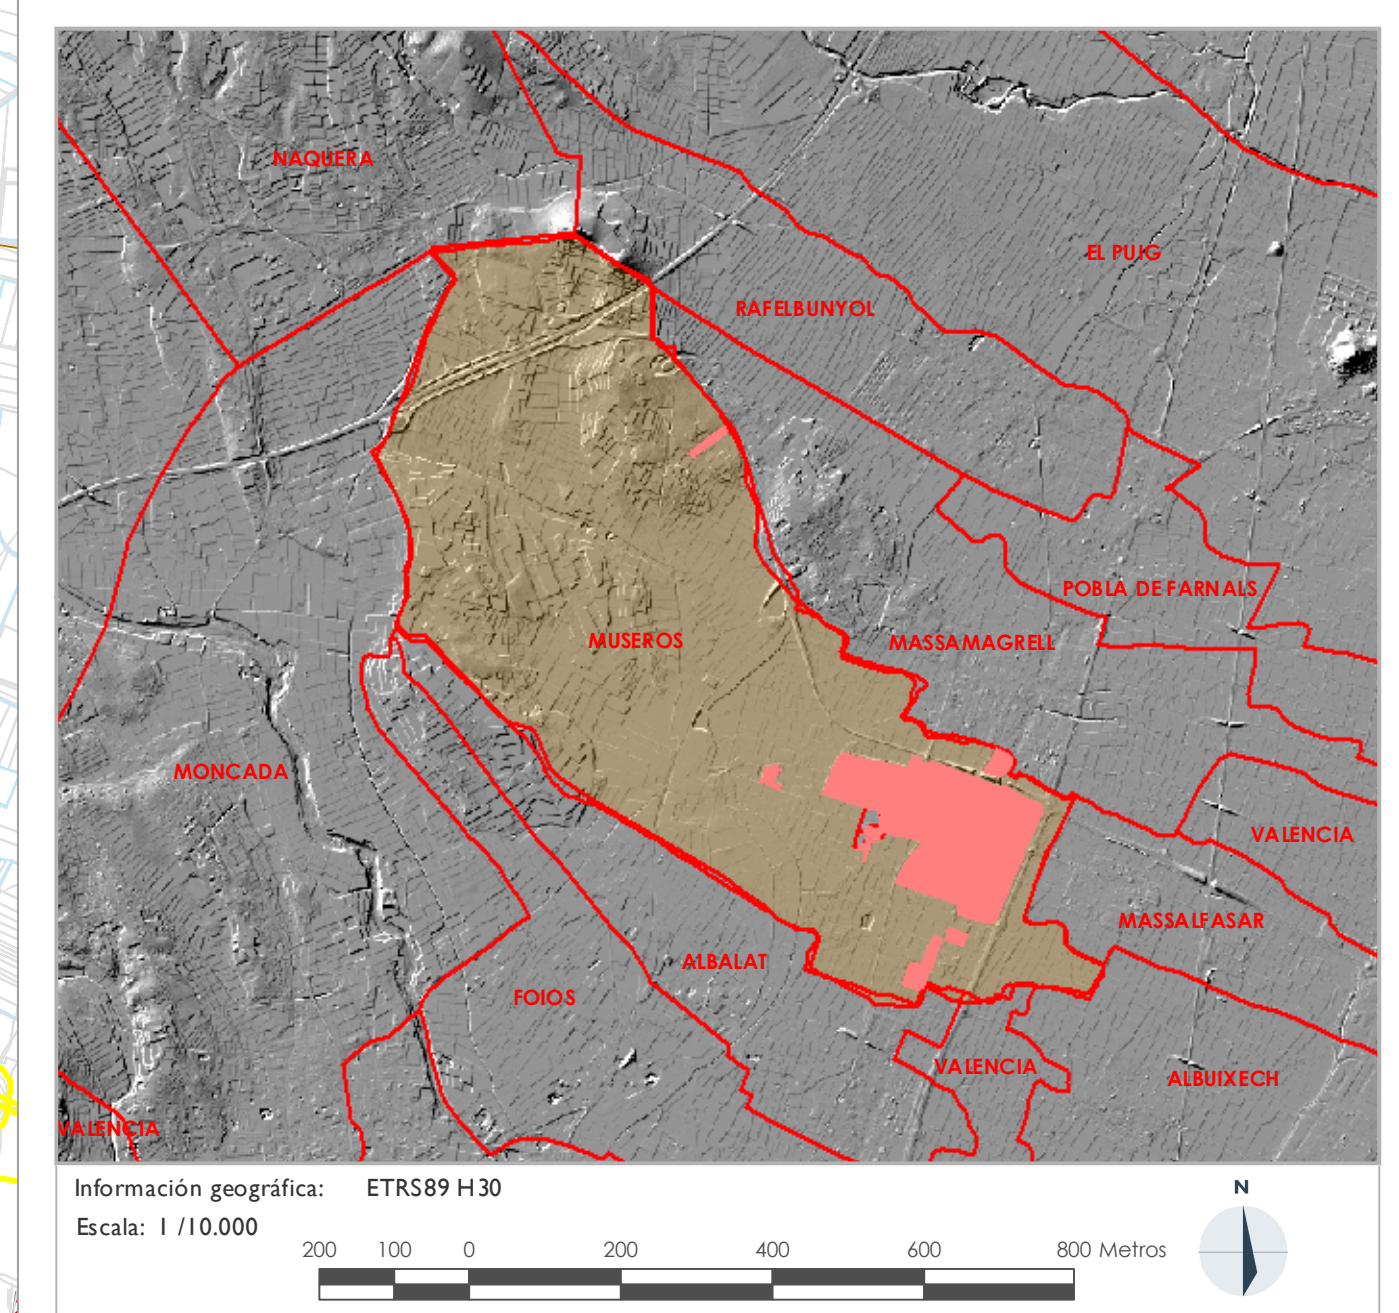 NAQUERA
EL PUIG
RAFELBUNYOL
POBLA DE FARNALS
MUSEROS
MASSAMAGRELL
MONCADA
VALENCIA
MASSALFASAR
ALBALAT
FOIOS
VALENCIA
ALBUIXECH
VALENCIA
Información geográfica: ETRS89 H30
N
Escala: 1 /10.000
200 100 0 200 400 600 800 Metros